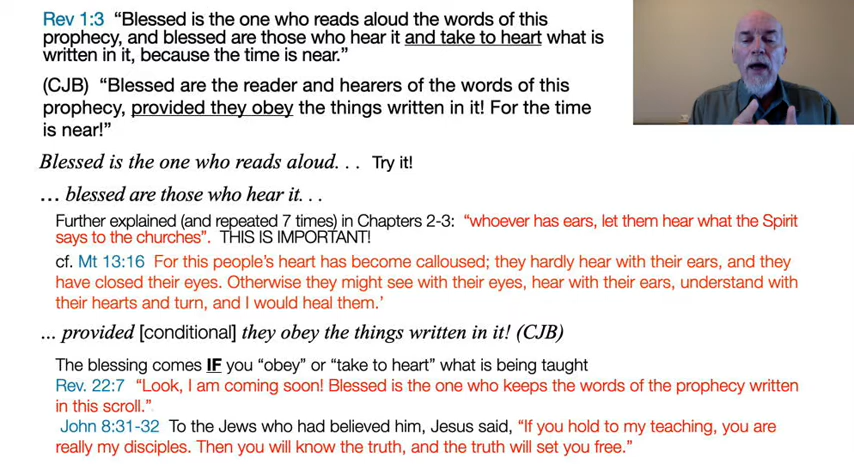 Rev 1:3 “Blessed is the one who reads aloud the words of this
prophecy, and blessed are those who hear it and take to heart what is
written in it, because the time is near.”
(CJB) “Blessed are the reader and hearers of the words of this
prophecy, provided they obey the things written in it! For the time
is near!”
Blessed is the one who reads aloud. . . Try it!
... blessed are those who hear it. . .
Further explained (and repeated 7 times) in Chapters 2-3: “whoever has ears, let them hear what the Spirit
says to the churches”. THIS IS IMPORTANT!
cf. Mt 13:16 For this people’s heart has become calloused; they hardly hear with their ears, and they
have closed their eyes. Otherwise they might see with their eyes, hear with their ears, understand with
their hearts and turn, and I would heal them.’
... provided [conditional] they obey the things written in it! (CJB)
The blessing comes IF you “obey” or “take to heart” what is being taught
Rev. 22:7 “Look, I am coming soon! Blessed is the one who keeps the words of the prophecy written
in this scroll.”
John 8:31-32 To the Jews who had believed him, Jesus said, “If you hold to my teaching, you are
really my disciples. Then you will know the truth, and the truth will set you free.”